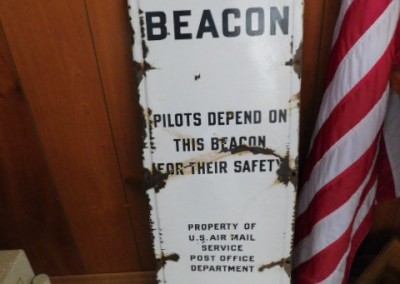 BEACON
PILOTS DEPEND ON
THIS BEACON
FOR THEIR SAFETY
PROPERTY OF
U.S. AIR MAIL
SERVICE
POST OFFICE
DEPARTMENT